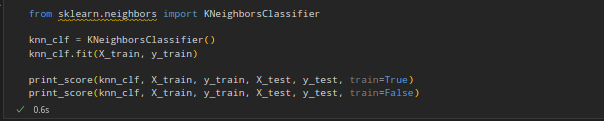 from sklearn.neighbors import KNeighborsClassifier
knn_clf = KNeighborsClassifier()
knn_clf.fit(X_train, y_train)
print_score(knn_clf, X_train, y_train, X_test, y_test, train=True)
print_score(knn_clf, X_train, y_train, X_test, y_test, train=False)
✓ 0.6s